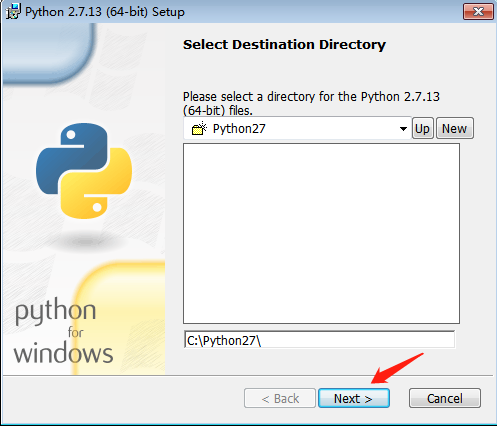 Python 2.7.13 (64-bit) Setup
Select Destination Directory
Please select a directory for the Python 2.7.13
(64-bit) files.
Python27
Up
New
C:\Python27\
python
for
windows
< Back
Next >
Cancel